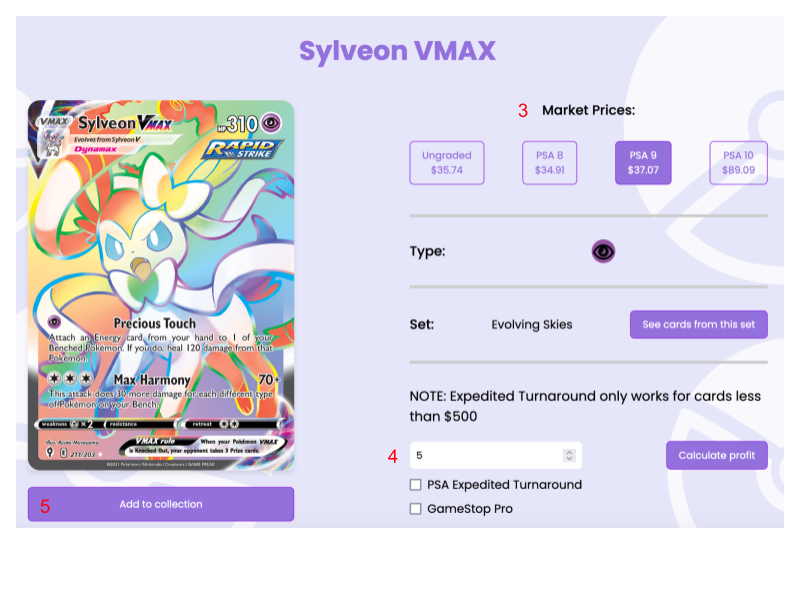 Sylveon VMAX
VMAX
Sylveon VMAX
HP 310
Evolves from Sylveon V
Dynamax
RAPID
STRIKE
Precious Touch
Attach an Energy card from your hand to 1 of your
Benched Pokémon. If you do, heal 120 damage from that
Pokémon.
Max Harmony 70+
This attack does 30 more damage for each different type
of Pokémon on your Bench.
weakness ×2 resistance retreat
VMAX rule When your Pokémon VMAX
is Knocked Out, your opponent takes 3 Prize cards.
Illus. Ryota Murayama
E 211/203
©2021 Pokémon / Nintendo / Creatures / GAME FREAK
5 Add to collection
3 Market Prices:
Ungraded
$35.74
PSA 8
$34.91
PSA 9
$37.07
PSA 10
$89.09
Type:
Set: Evolving Skies See cards from this set
NOTE: Expedited Turnaround only works for cards less
than $500
4 5 Calculate profit
PSA Expedited Turnaround
GameStop Pro